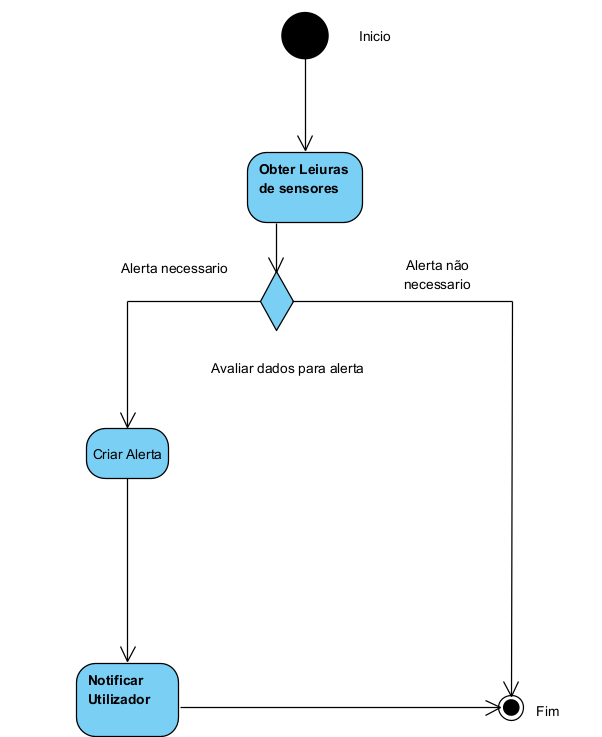 Inicio
Obter Leiuras
de sensores
Alerta necessario
Alerta não
necessario
Avaliar dados para alerta
Criar Alerta
Notificar
Utilizador
Fim